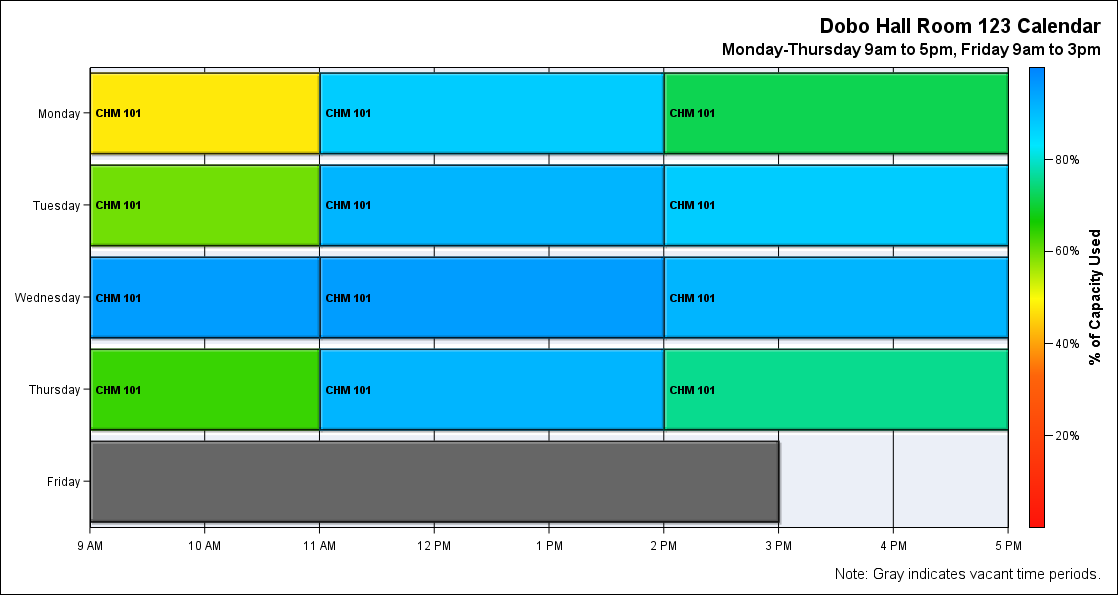 Dobo Hall Room 123 Calendar
Monday-Thursday 9am to 5pm, Friday 9am to 3pm
Monday
CHM 101
CHM 101
CHM 101
Tuesday
CHM 101
CHM 101
CHM 101
Wednesday
CHM 101
CHM 101
CHM 101
Thursday
CHM 101
CHM 101
CHM 101
Friday
9 AM
10 AM
11 AM
12 PM
1 PM
2 PM
3 PM
4 PM
5 PM
80%
60%
40%
20%
% of Capacity Used
Note: Gray indicates vacant time periods.